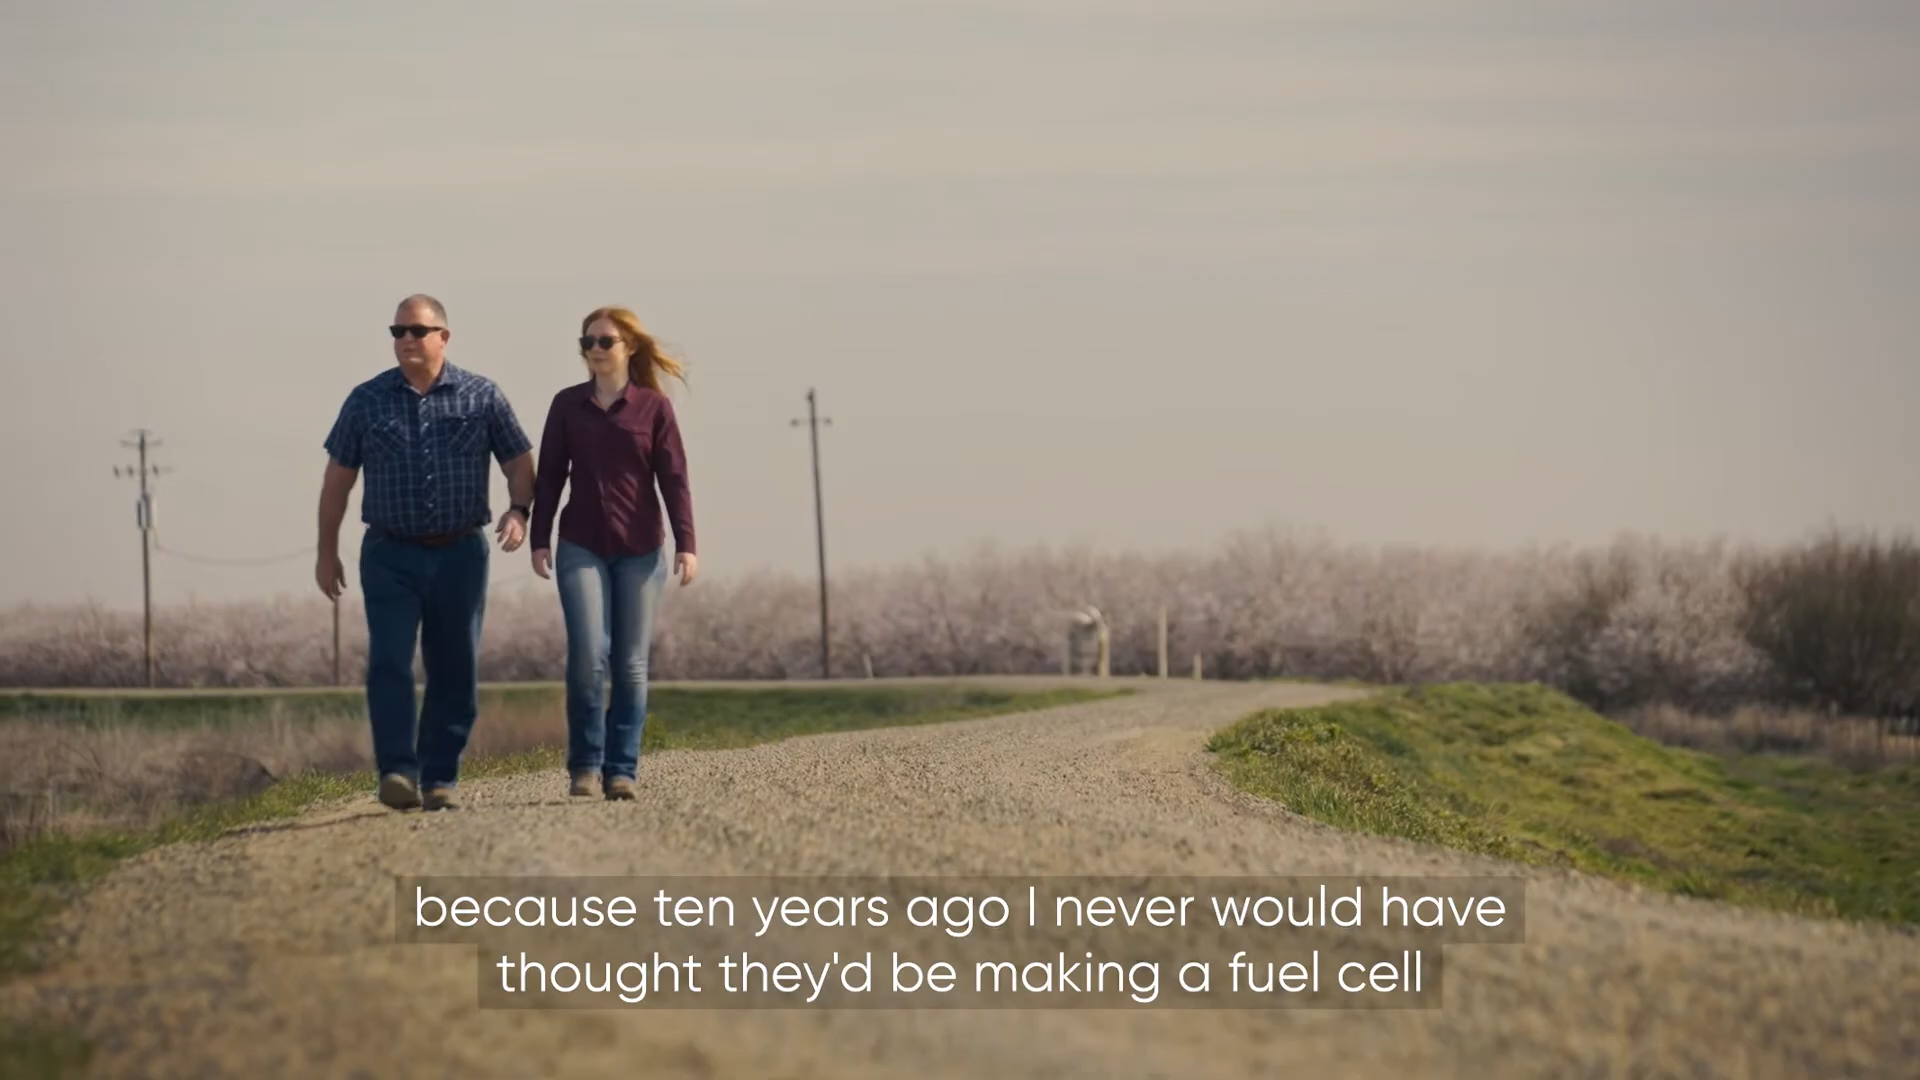 because ten years ago I never would have
thought they'd be making a fuel cell